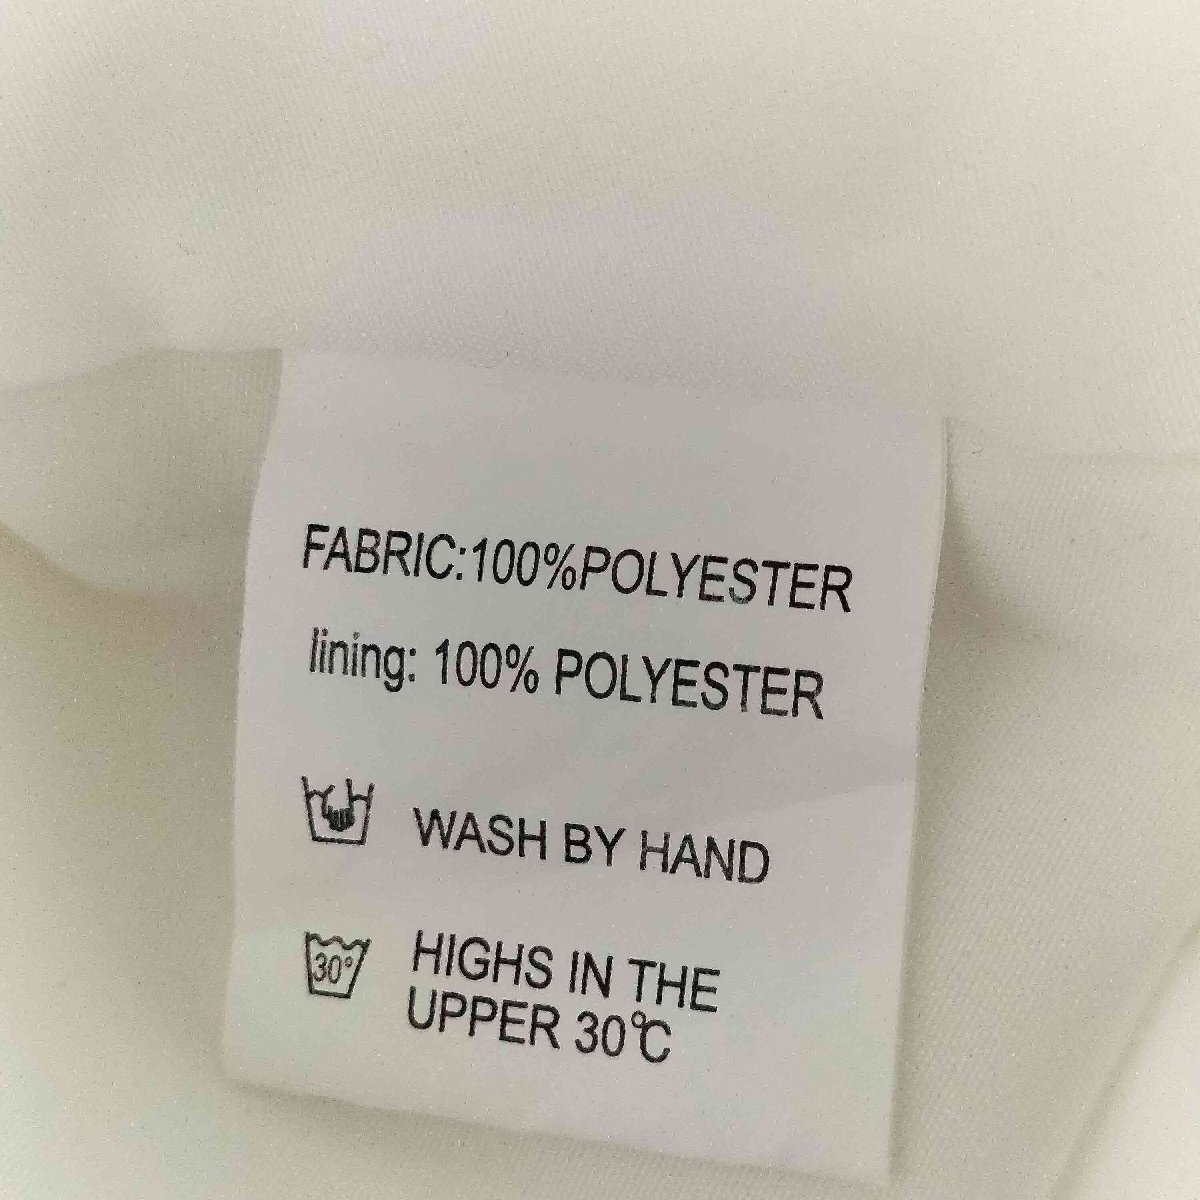 FABRIC:100%POLYESTER
lining: 100% POLYESTER
WASH BY HAND
30° HIGHS IN THE
UPPER 30℃